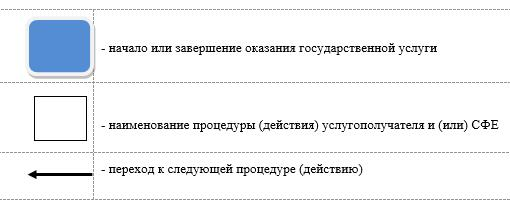 - начало или завершение оказания государственной услуги
- наименование процедуры (действия) услугополучателя и (или) СФЕ
- переход к следующей процедуре (действию)